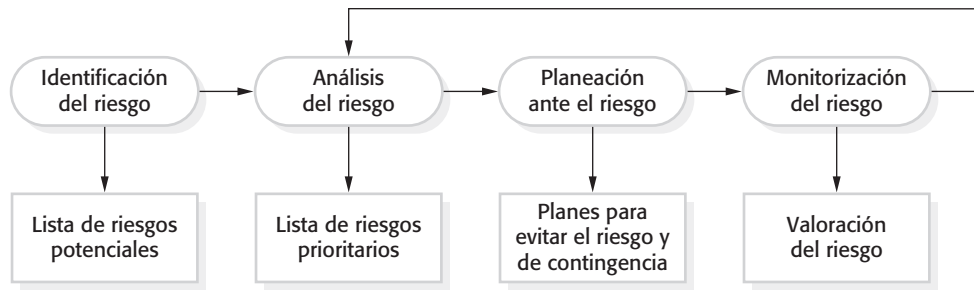 Identificación
del riesgo
Análisis
del riesgo
Planeación
ante el riesgo
Monitorización
del riesgo
Lista de riesgos
potenciales
Lista de riesgos
prioritarios
Planes para
evitar el riesgo y
de contingencia
Valoración
del riesgo